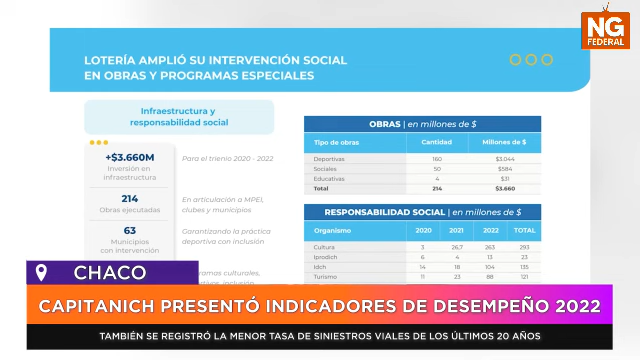 NG
FEDERAL
LOTERÍA AMPLIÓ SU INTERVENCIÓN SOCIAL
EN OBRAS Y PROGRAMAS ESPECIALES
Infraestructura y
responsabilidad social
+$3.660M
Inversión en
infraestructura
Para el trienio 2020 - 2022
214
Obras ejecutadas
En articulación a MPEI,
clubes y municipios
63
Municipios
con intervención
Garantizando la práctica
deportiva con inclusión
OBRAS | en millones de $
Tipo de obras Cantidad Millones de $
Deportivas 160 $3.044
Sociales 50 $584
Educativas 4 $31
Total 214 $3.660
RESPONSABILIDAD SOCIAL | en millones de $
Organismo 2020 2021 2022 TOTAL
Cultura 3 26,7 263 293
Iprodich 6 4 13 23
Idch 14 18 104 135
Turismo 11 23 88 121
CHACO
CAPITANICH PRESENTÓ INDICADORES DE DESEMPEÑO 2022
TAMBIÉN SE REGISTRÓ LA MENOR TASA DE SINIESTROS VIALES DE LOS ÚLTIMOS 20 AÑOS